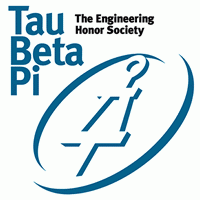 Tau
Beta
Pi
The Engineering
Honor Society